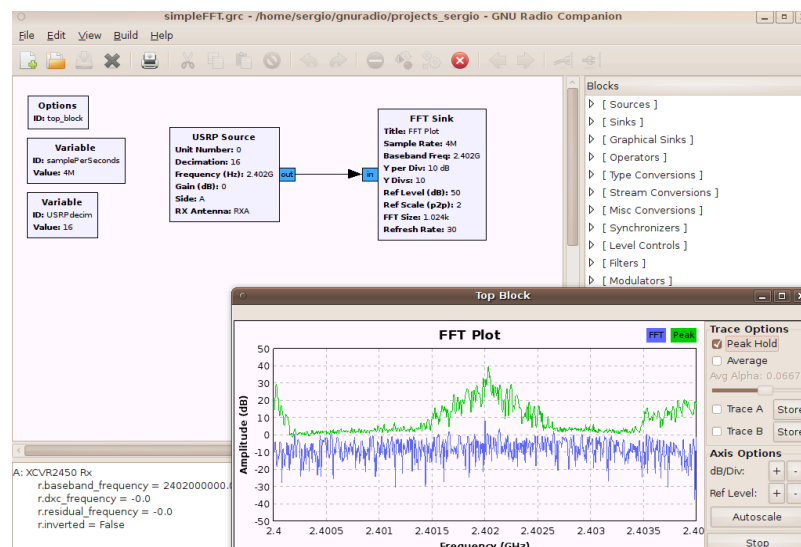 simpleFFT.grc - /home/sergio/gnuradio/projects_sergio - GNU Radio Companion
File Edit View Build Help
Options
ID: top_block
Variable
ID: samplePerSeconds
Value: 4M
Variable
ID: USRPdecim
Value: 16
USRP Source
Unit Number: 0
Decimation: 16
Frequency (Hz): 2.402G
Gain (dB): 0
Side: A
RX Antenna: RXA
out
in
FFT Sink
Title: FFT Plot
Sample Rate: 4M
Baseband Freq: 2.402G
Y per Div: 10 dB
Y Divs: 10
Ref Level (dB): 50
Ref Scale (p2p): 2
FFT Size: 1.024k
Refresh Rate: 30
Blocks
[ Sources ]
[ Sinks ]
[ Graphical Sinks ]
[ Operators ]
[ Type Conversions ]
[ Stream Conversions ]
[ Misc Conversions ]
[ Synchronizers ]
[ Level Controls ]
[ Filters ]
[ Modulators ]
A: XCVR2450 Rx
r.baseband_frequency = 2402000000.
r.dxc_frequency = -0.0
r.residual_frequency = -0.0
r.inverted = False
Top Block
FFT Plot
FFT Peak
Amplitude (dB)
50
40
30
20
10
0
-10
-20
-30
-40
-50
2.4 2.4005 2.401 2.4015 2.402 2.4025 2.403 2.4035 2.40
Frequency (GHz)
Trace Options
Peak Hold
Average
Avg Alpha: 0.0667
Trace A Store
Trace B Store
Axis Options
dB/Div: + -
Ref Level: + -
Autoscale
Stop